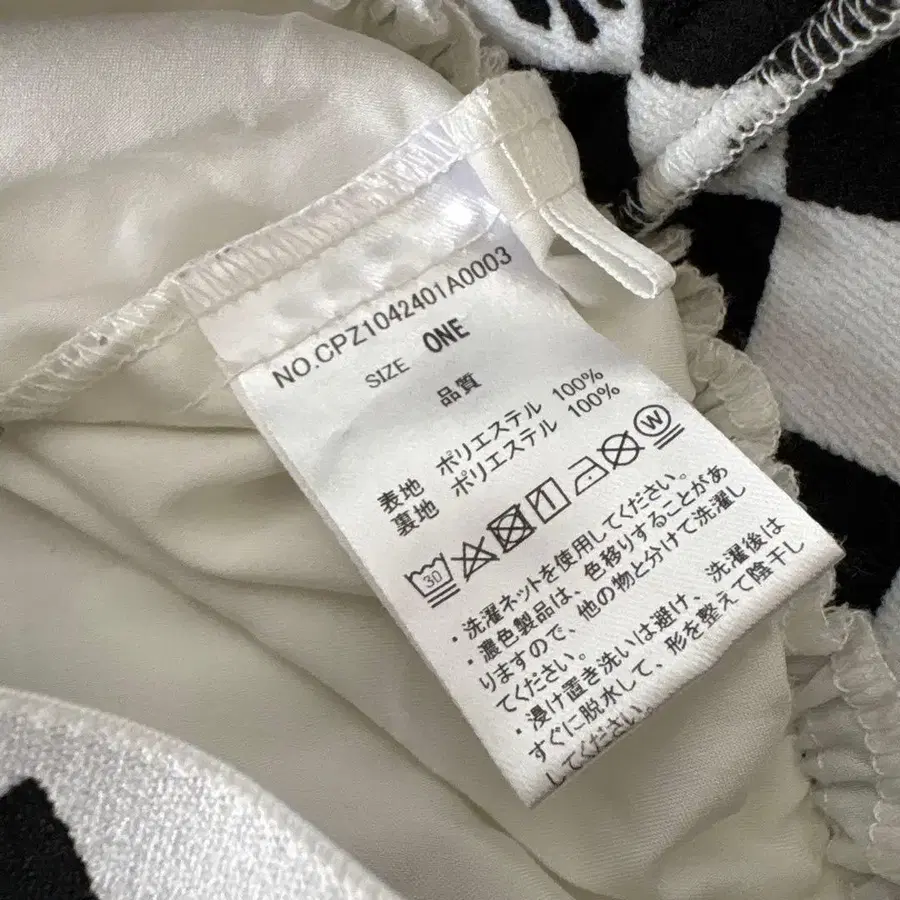 NO.CPZ1042401A0003
SIZE ONE
品質
表地 ポリエステル 100%
裏地 ポリエステル 100%
30 W
・洗濯ネットを使用してください。
・濃色製品は、色移りすることがあ
りますので、他の物と分けて洗濯し
てください。
・浸け置き洗いは避け、洗濯後は
すぐに脱水して、形を整えて陰干し
してください。